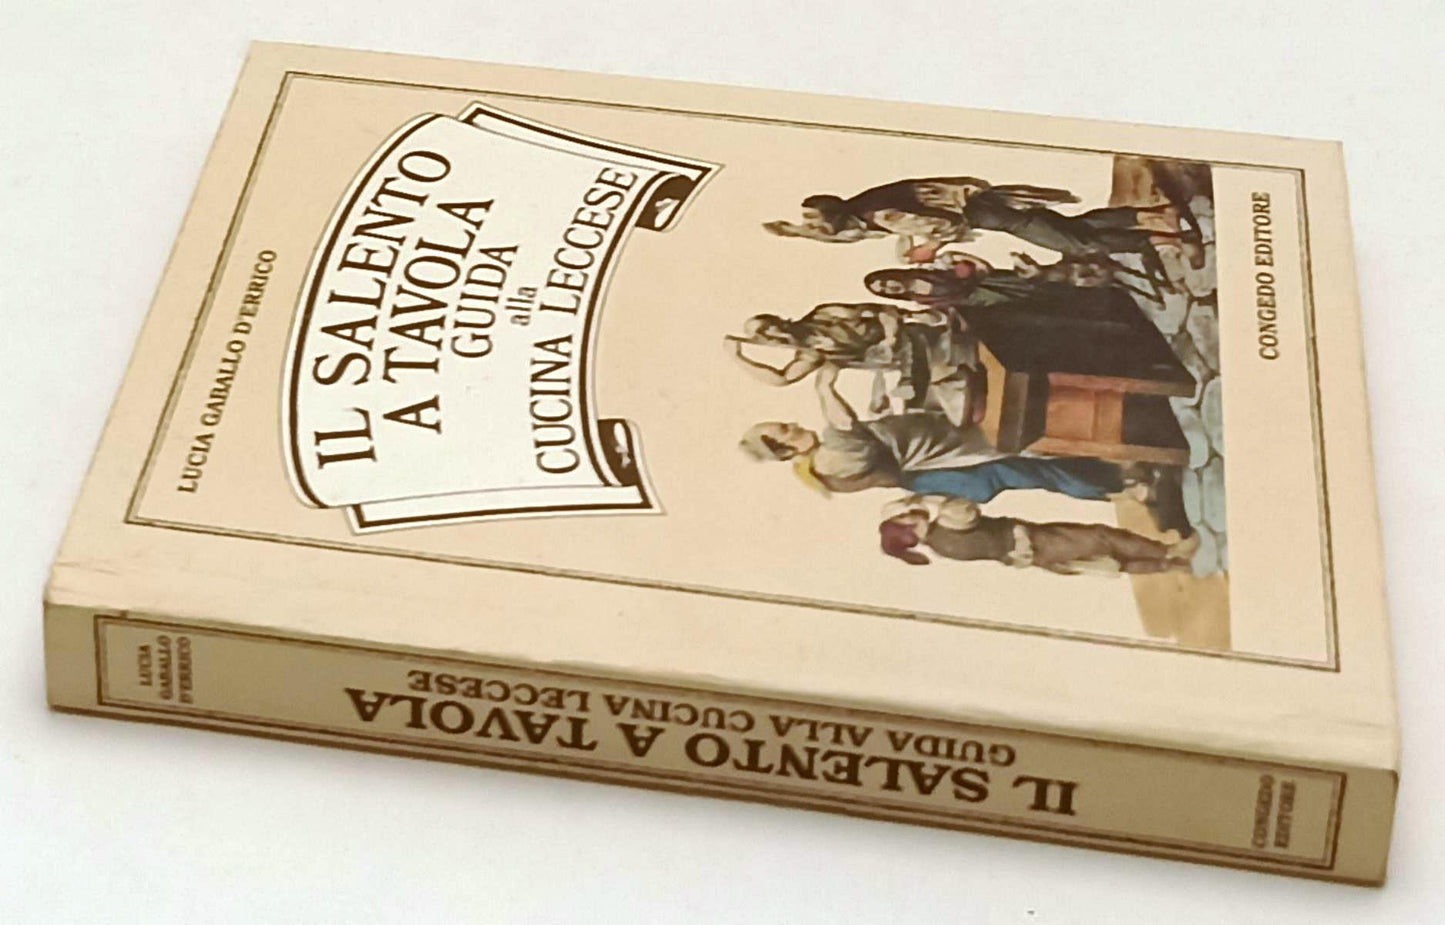 LUCIA GABALLO D'ERRICO
IL SALENTO
A TAVOLA
GUIDA
alla
CUCINA LECCESE
CONGEDO EDITORE
LUCIA
GABALLO
D'ERRICO
IL SALENTO A TAVOLA
GUIDA ALLA CUCINA LECCESE
CONGEDO
EDITORE